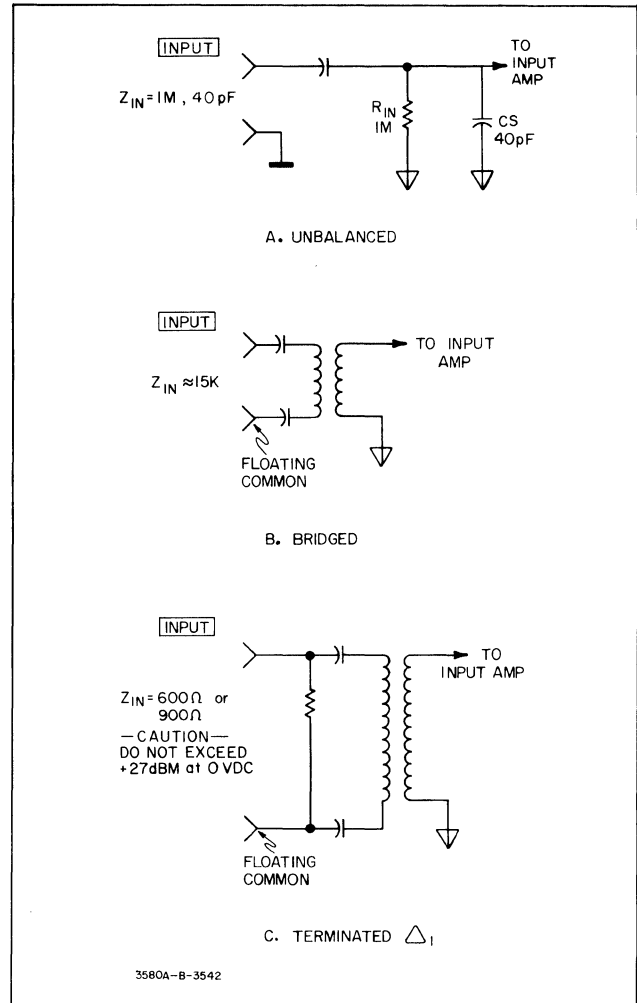 INPUT
TO
INPUT
AMP
Z_IN = 1M, 40pF
R_IN
1M
CS
40pF
A. UNBALANCED
INPUT
TO INPUT
AMP
Z_IN ≈15K
FLOATING
COMMON
B. BRIDGED
INPUT
TO
INPUT AMP
Z_IN = 600Ω or
900Ω
—CAUTION—
DO NOT EXCEED
+27dBM at 0 VDC
FLOATING
COMMON
C. TERMINATED △1
3580A-B-3542